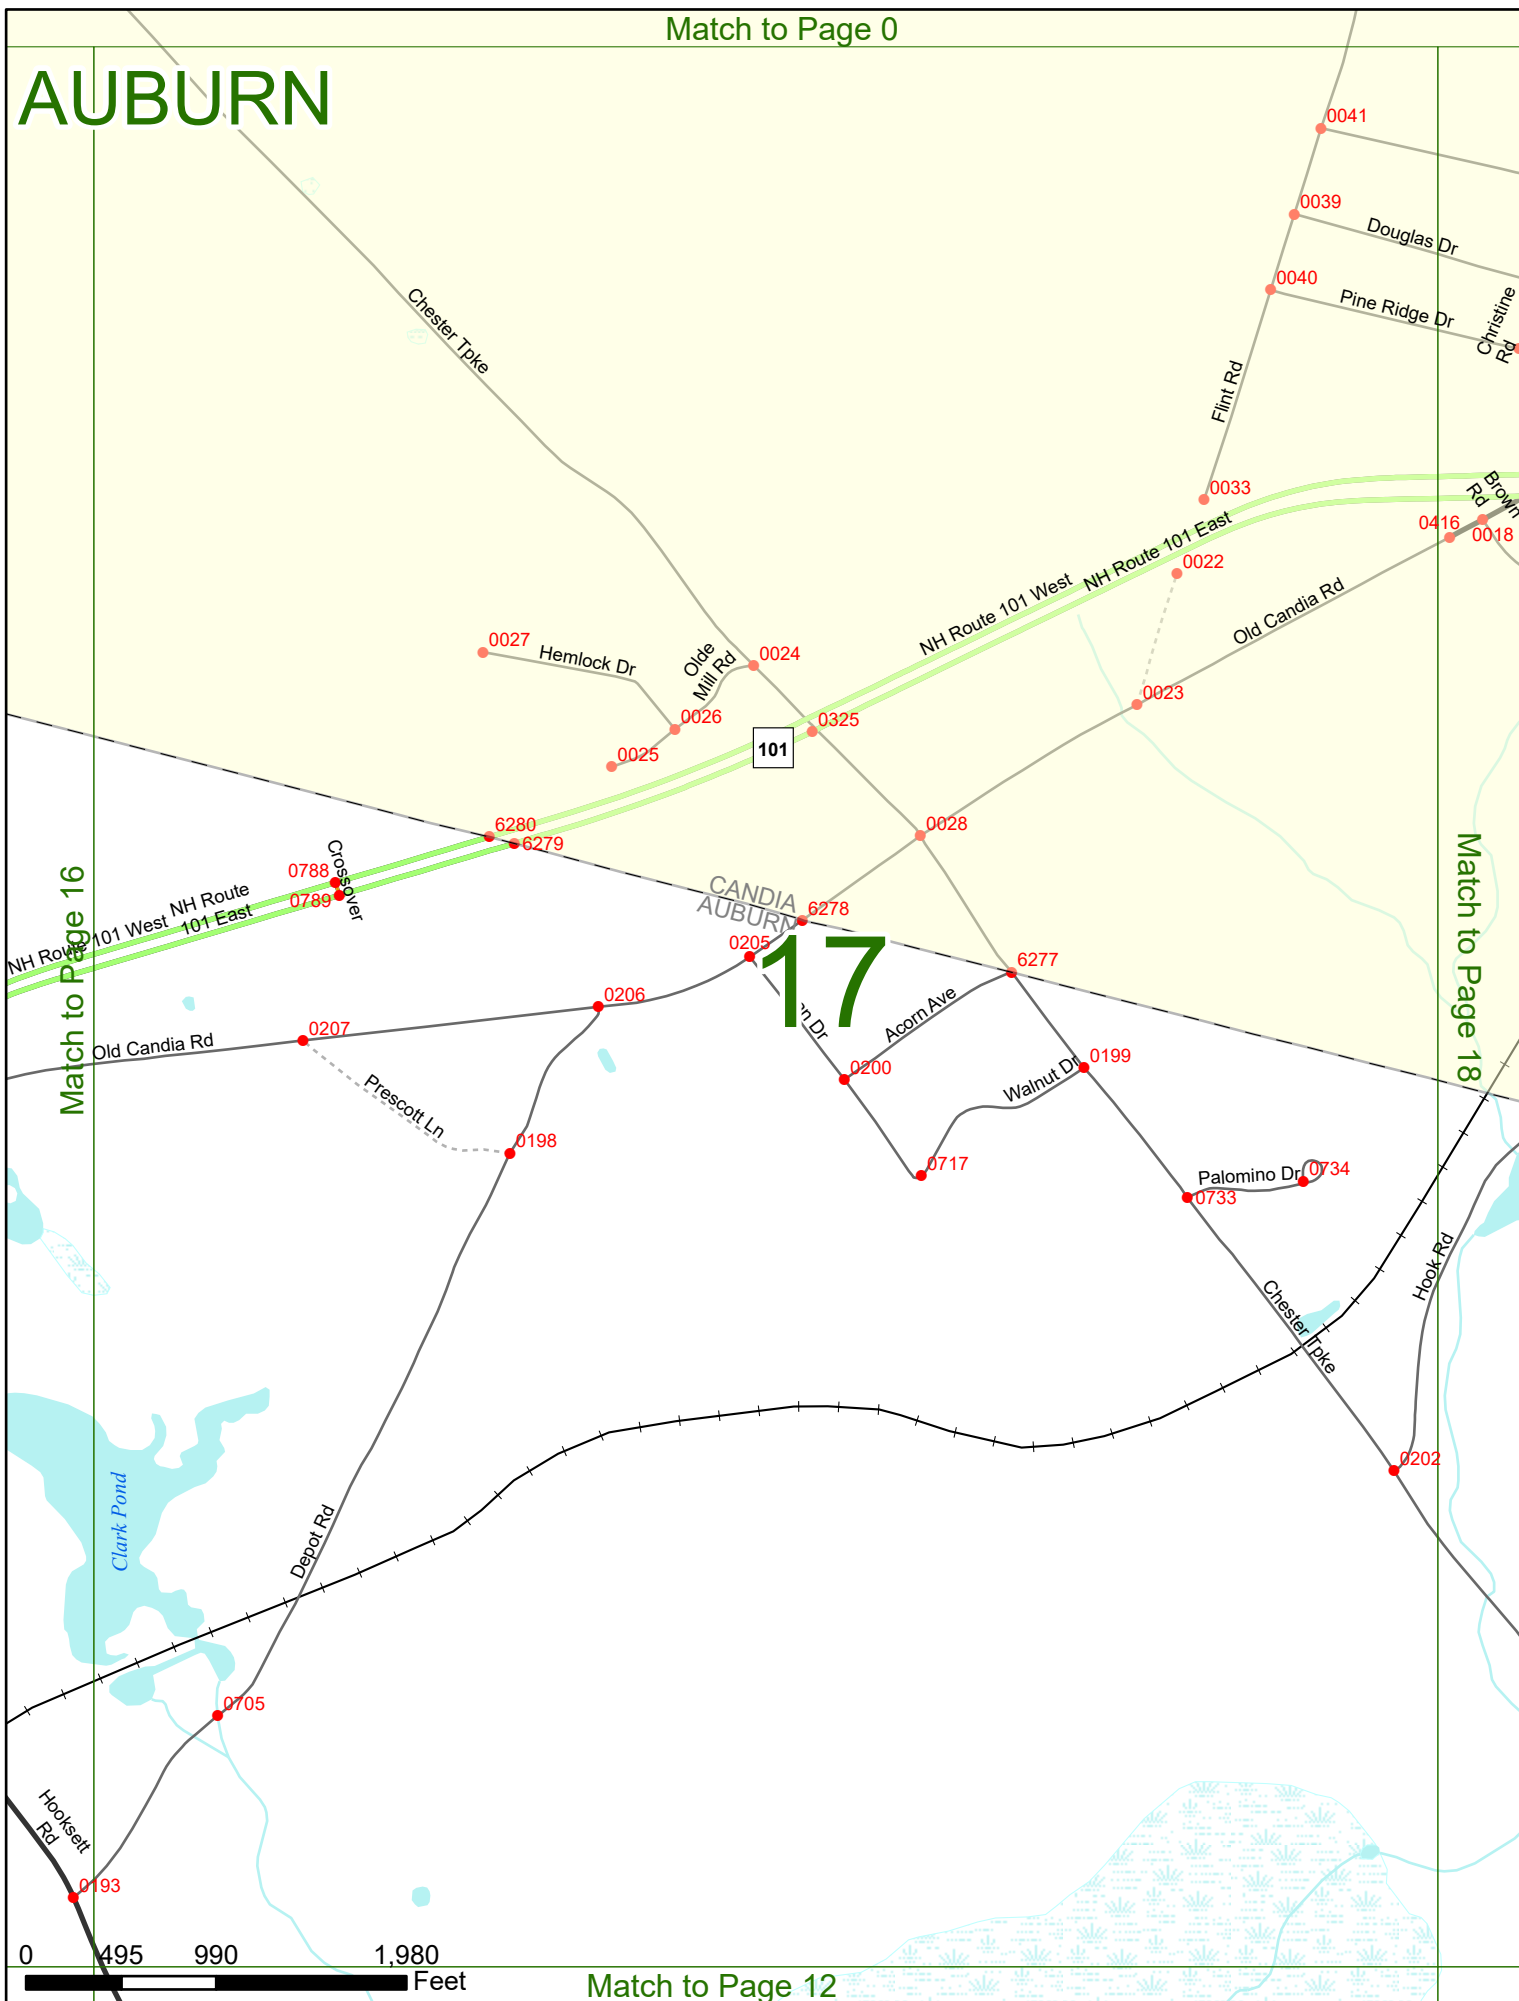 Match to Page 0
AUBURN
0041
0039
Douglas Dr
0040
Pine Ridge Dr
Christine
Rd
Chester Tpke
Flint Rd
0033
Brown
Rd
0416
0018
NH Route 101 East
0022
NH Route 101 West
Old Candia Rd
0027
Hemlock Dr
Olde
Mill Rd
0024
0023
0026
0325
101
0025
6280
6279
0028
Crossover
0788
0789
NH Route
101 East
NH Route 101 West
Match to Page 16
CANDIA
AUBURN
6278
0205
17
6277
Match to Page 18
0206
0207
Old Candia Rd
Acorn Ave
Dr
0200
0199
Walnut Dr
Prescott Ln
0198
0717
Palomino Dr
0734
0733
Hook Rd
Chester Tpke
0202
Clark Pond
Depot Rd
0705
Hooksett
Rd
0193
0 495 990 1,980
Feet
Match to Page 12